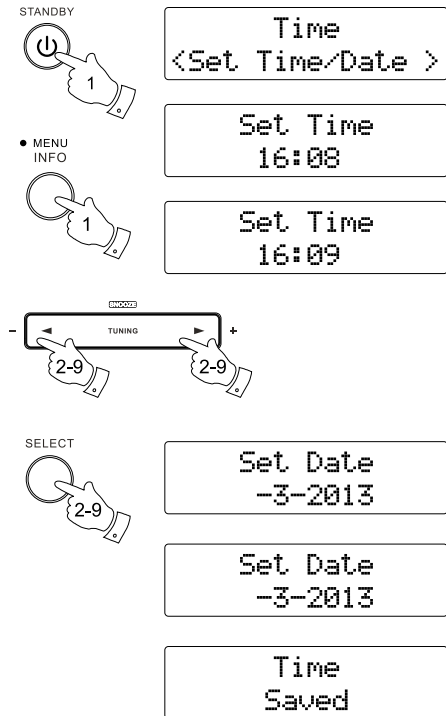 STANDBY
1
Time
<Set Time/Date >
Set Time
16:08
• MENU
INFO
1
Set Time
16:09
SNOOZE
- ◄ TUNING ► +
2-9
2-9
SELECT
2-9
Set Date
-3-2013
Set Date
-3-2013
Time
Saved